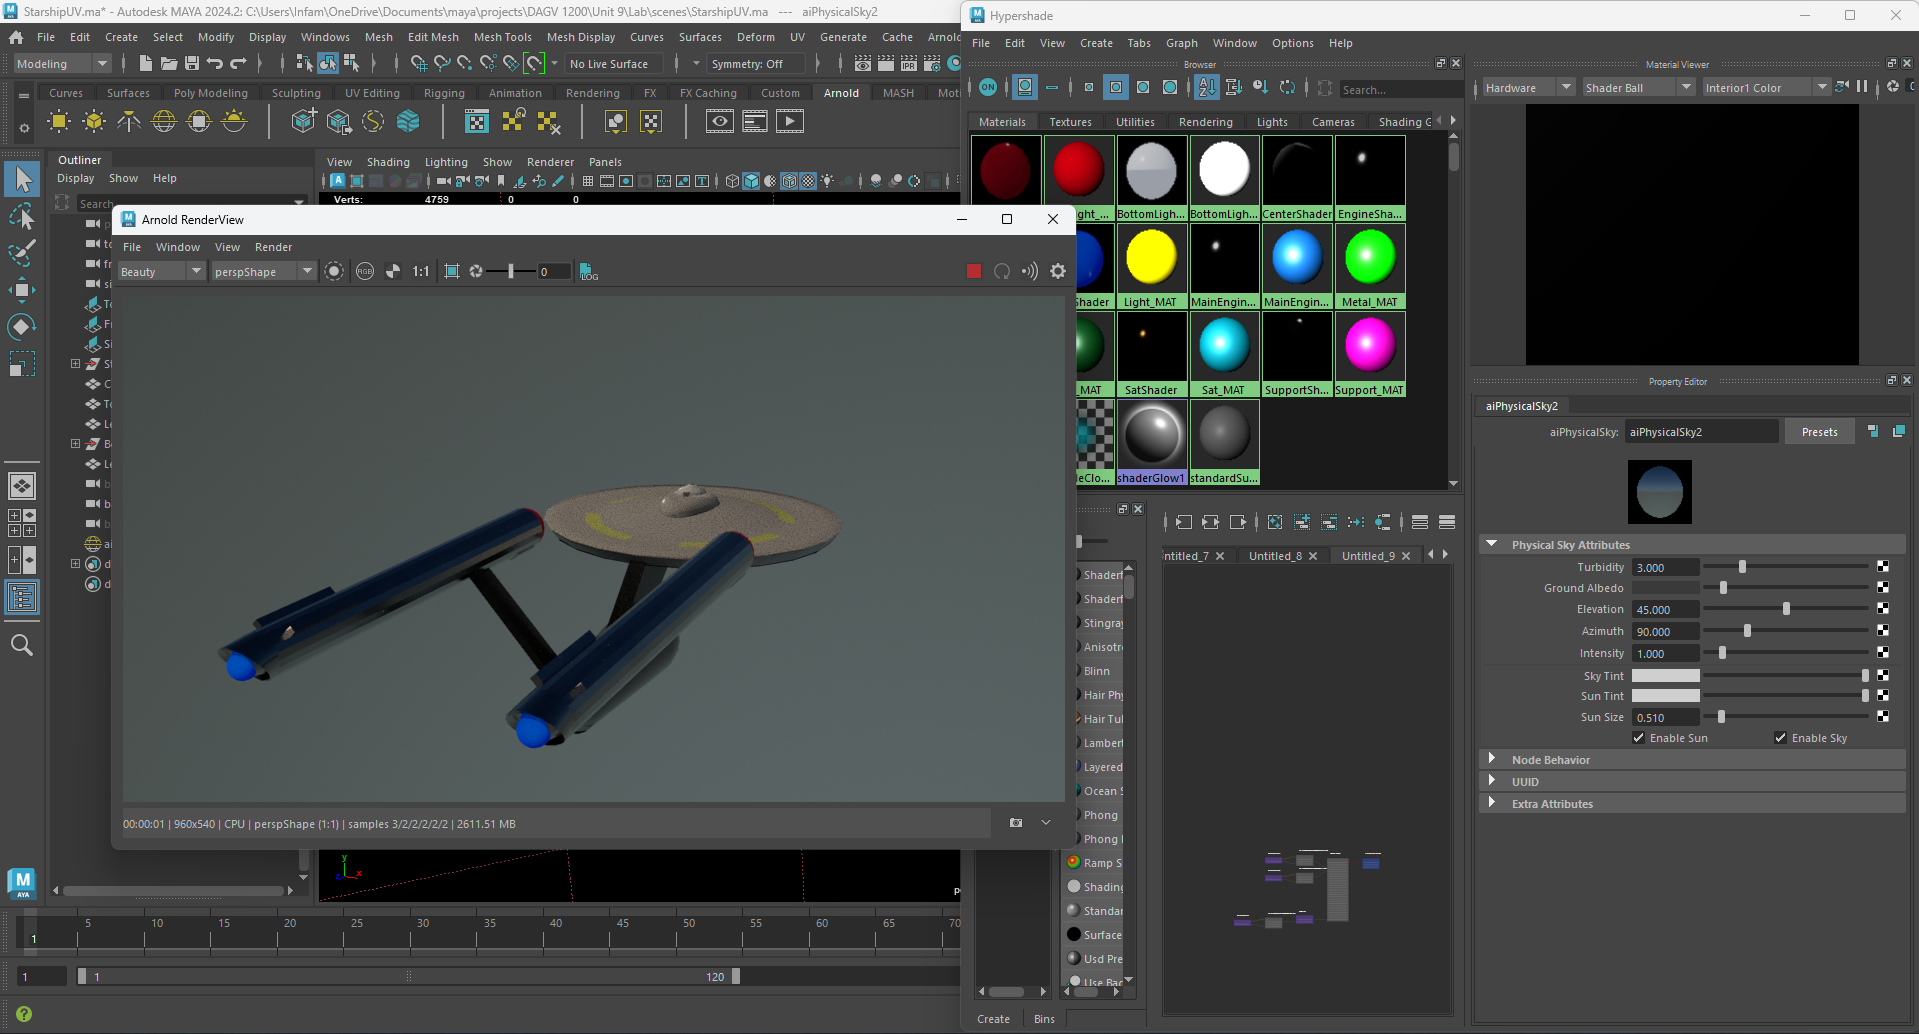 StarshipUV.ma* - Autodesk MAYA 2024.2: C:\Users\Infam\OneDrive\Documents\maya\projects\DAGV 1200\Unit 9\Lab\scenes\StarshipUV.ma --- aiPhysicalSky2
File Edit Create Select Modify Display Windows Mesh Edit Mesh Mesh Tools Mesh Display Curves Surfaces Deform UV Generate Cache Arnold
Modeling No Live Surface Symmetry: Off
Curves Surfaces Poly Modeling Sculpting UV Editing Rigging Animation Rendering FX FX Caching Custom Arnold MASH Moti
IPR
Outliner
Display Show Help
Search...
View Shading Lighting Show Renderer Panels
Verts: 4759 0 0
Arnold RenderView
File Window View Render
Beauty perspShape RGB 1:1 0 LOG
00:00:01 | 960x540 | CPU | perspShape (1:1) | samples 3/2/2/2/2/2 | 2611.51 MB
y
x
5 10 15 20 25 30 35 40 45 50 55 60 65 70
1
1 1 120
M
AYA
Hypershade
File Edit View Create Tabs Graph Window Options Help
Browser
ON
Search...
Materials Textures Utilities Rendering Lights Cameras Shading G
ght_... BottomLigh... BottomLigh... CenterShader EngineSha...
Shader Light_MAT MainEngin... MainEngin... Metal_MAT
_MAT SatShader Sat_MAT SupportSh... Support_MAT
leClo... shaderGlow1 standardSu...
ntitled_7 Untitled_8 Untitled_9
Shaderf
Shaderf
Stingray
Anisotr
Blinn
Hair Phy
Hair Tul
Lambert
Layered
Ocean S
Phong
Phong
Ramp S
Shading
Standar
Surface
Usd Pre
Use Bac
Create Bins
Material Viewer
Hardware Shader Ball Interior1 Color
Property Editor
aiPhysicalSky2
aiPhysicalSky: aiPhysicalSky2 Presets
Physical Sky Attributes
Turbidity 3.000
Ground Albedo
Elevation 45.000
Azimuth 90.000
Intensity 1.000
Sky Tint
Sun Tint
Sun Size 0.510
Enable Sun Enable Sky
Node Behavior
UUID
Extra Attributes